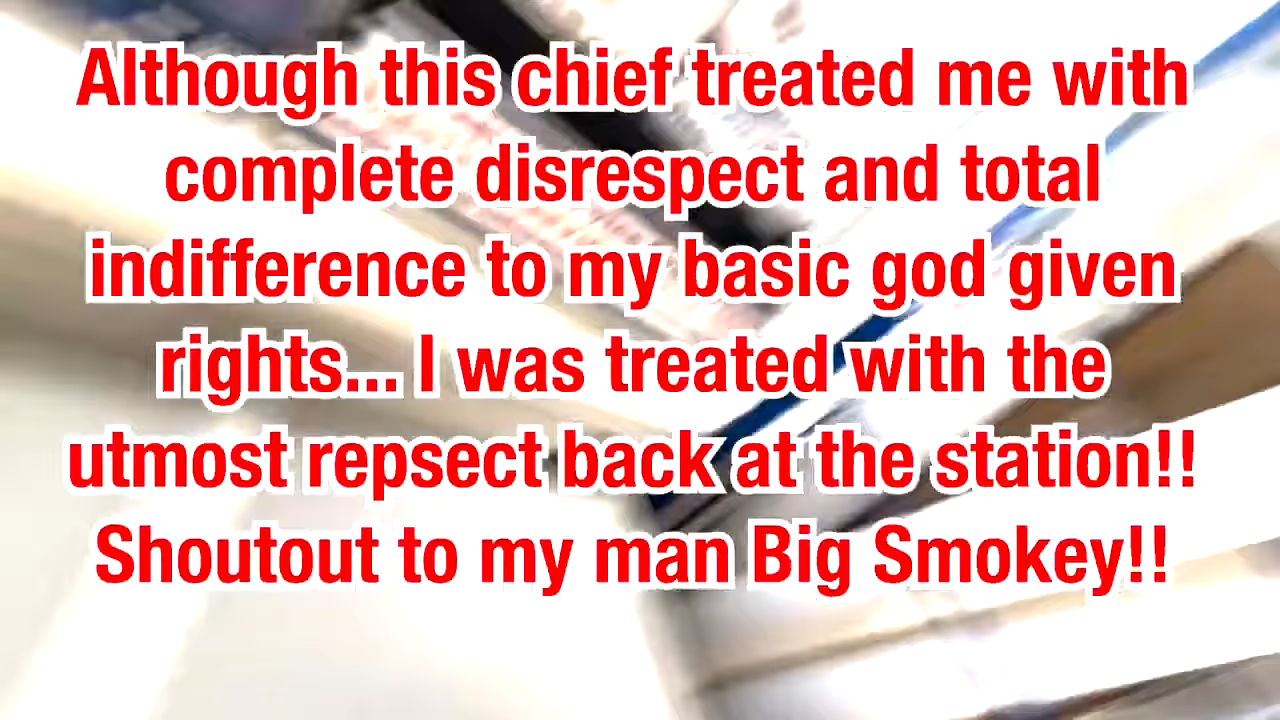 Although this chief treated me with
complete disrespect and total
indifference to my basic god given
rights... I was treated with the
utmost repsect back at the station!!
Shoutout to my man Big Smokey!!